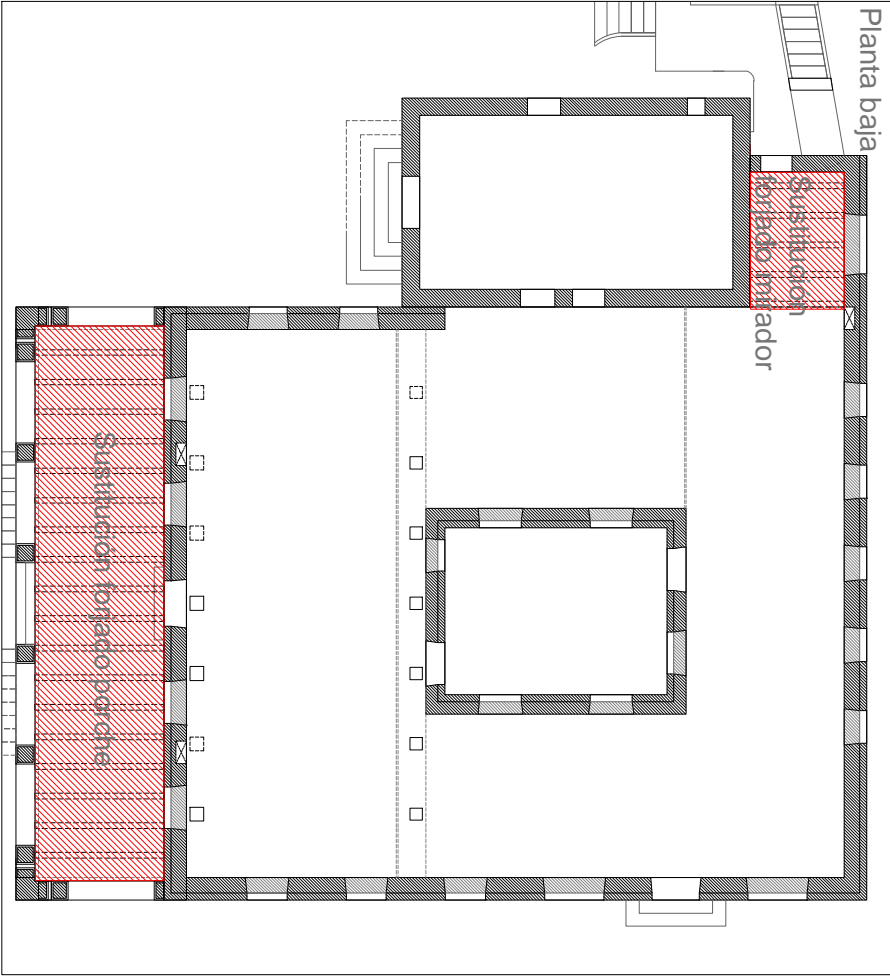 Planta baja
Sustitución
forjado mirador
Sustitución forjado porche